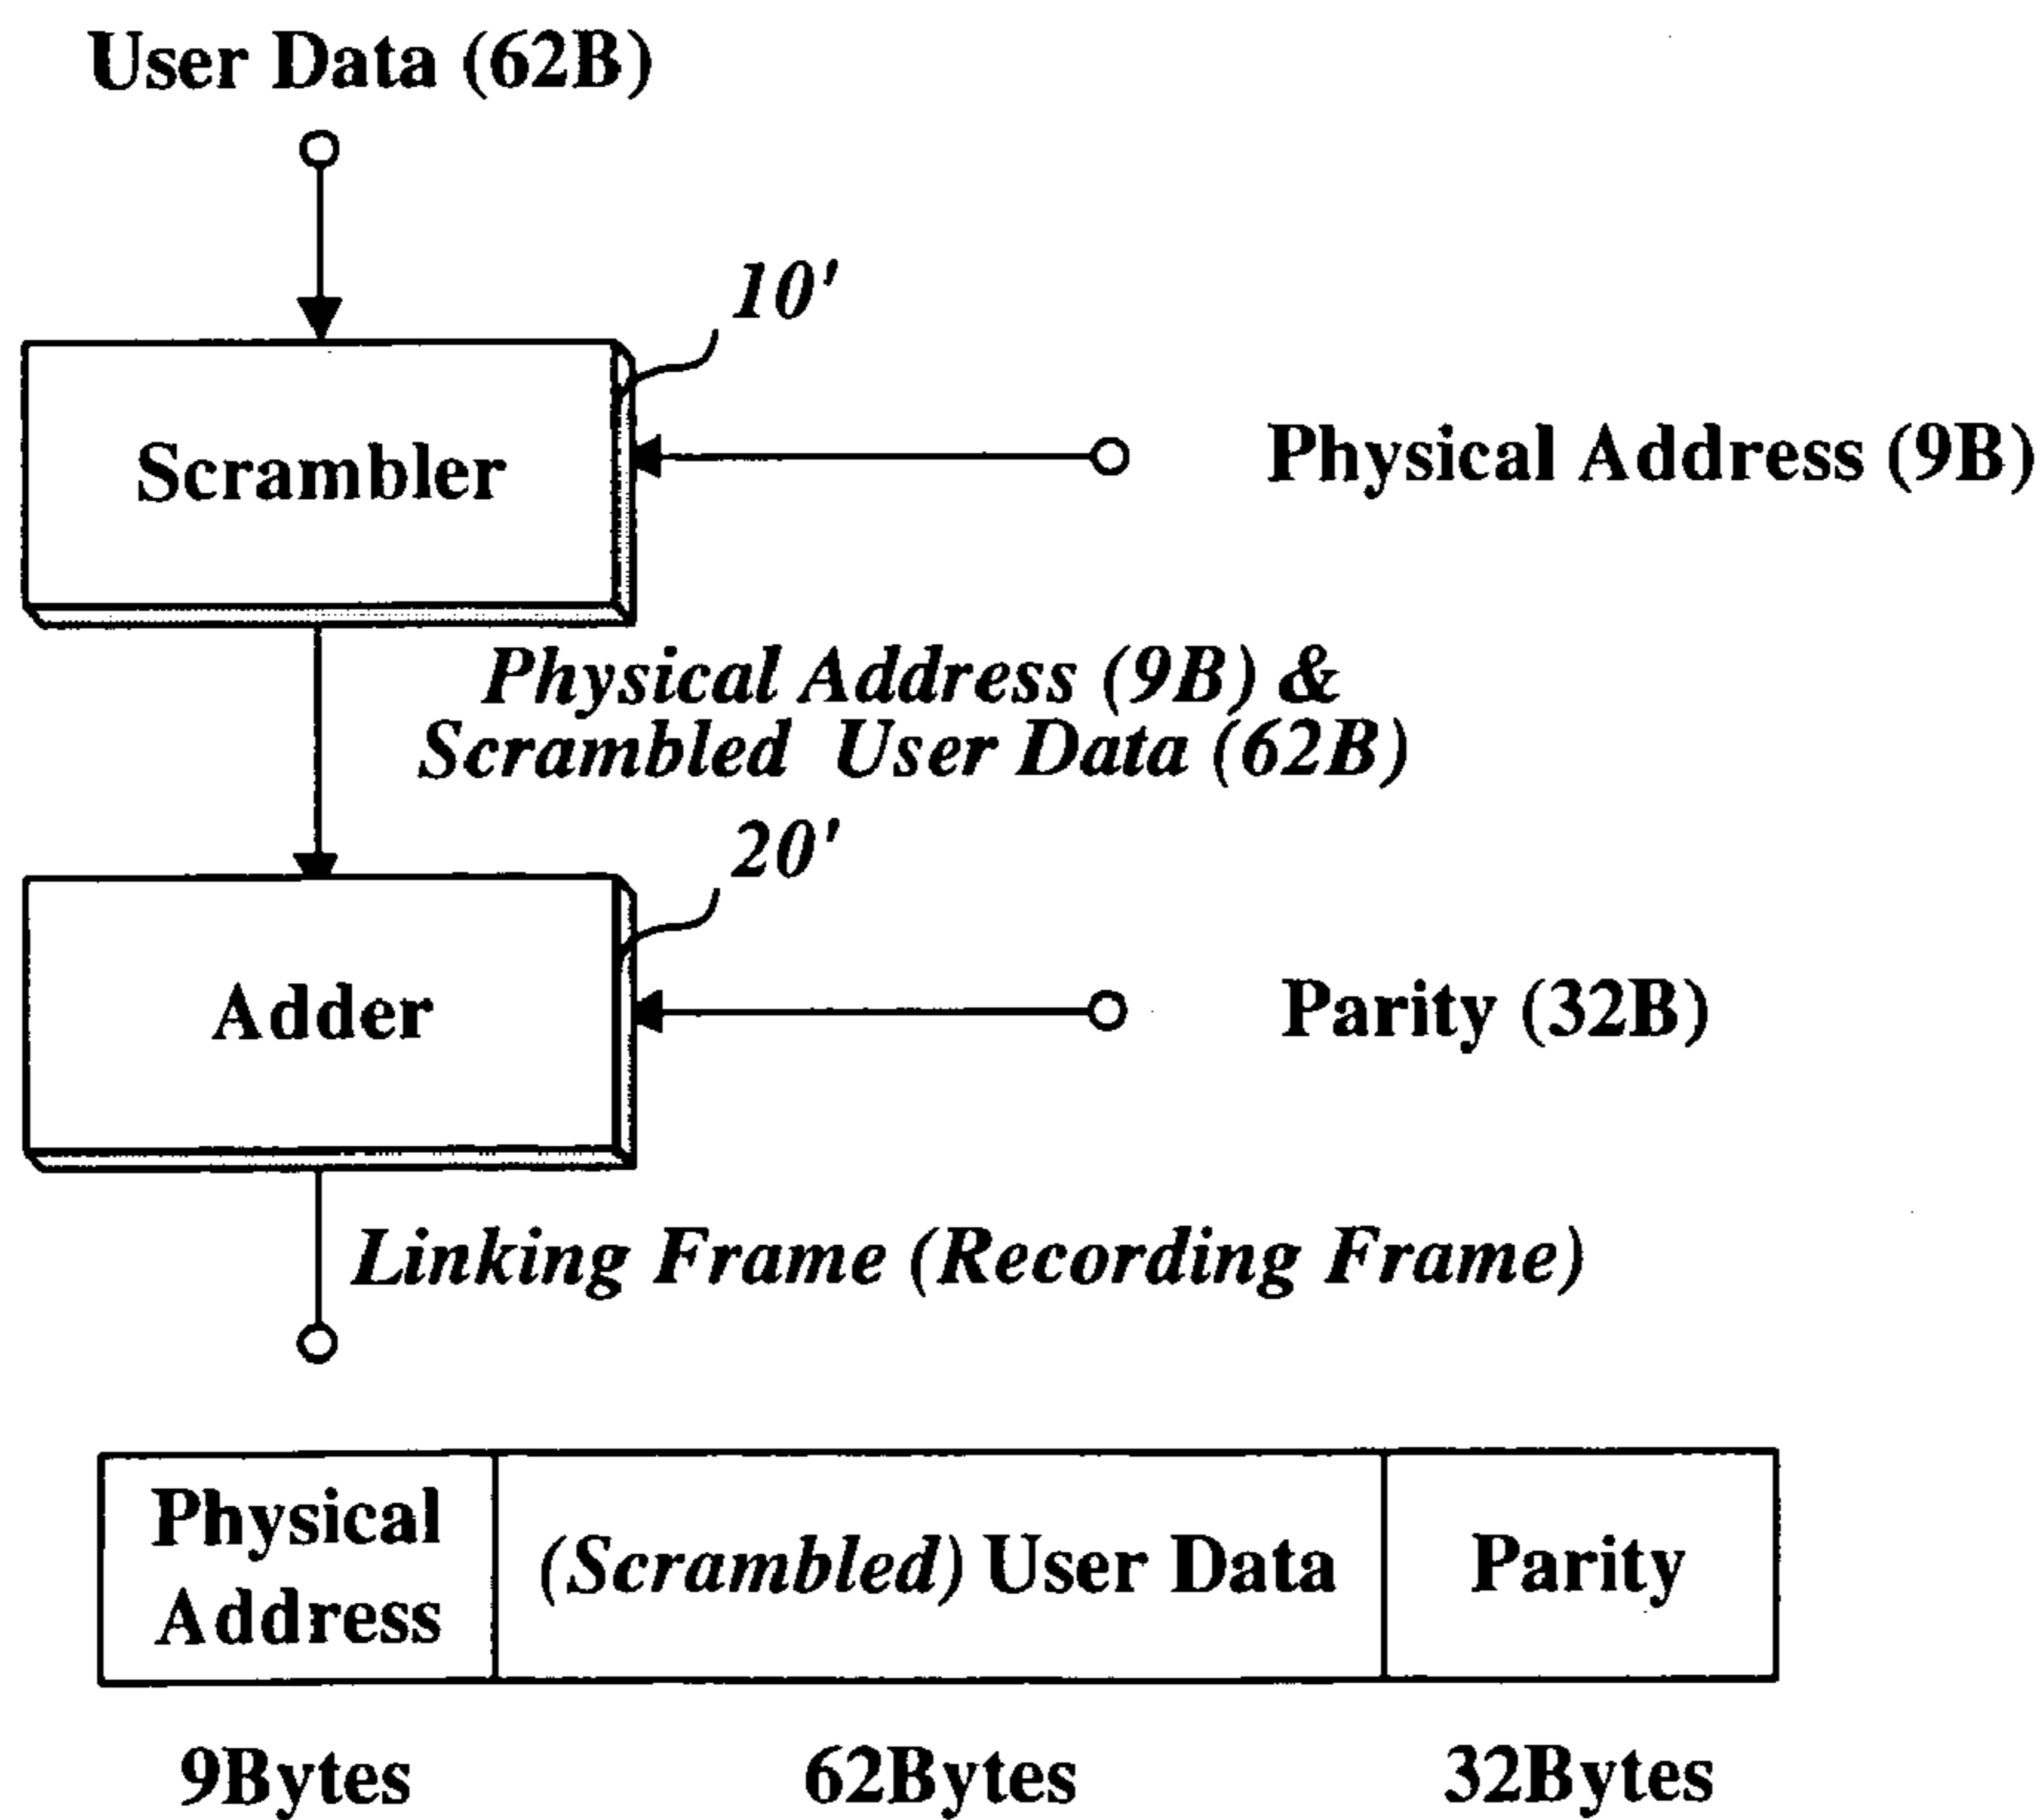 User Data (62B)
10'
Scrambler
Physical Address (9B)
Physical Address (9B) &
Scrambled User Data (62B)
20'
Adder
Parity (32B)
Linking Frame (Recording Frame)
Physical
Address
(Scrambled) User Data
Parity
9Bytes
62Bytes
32Bytes